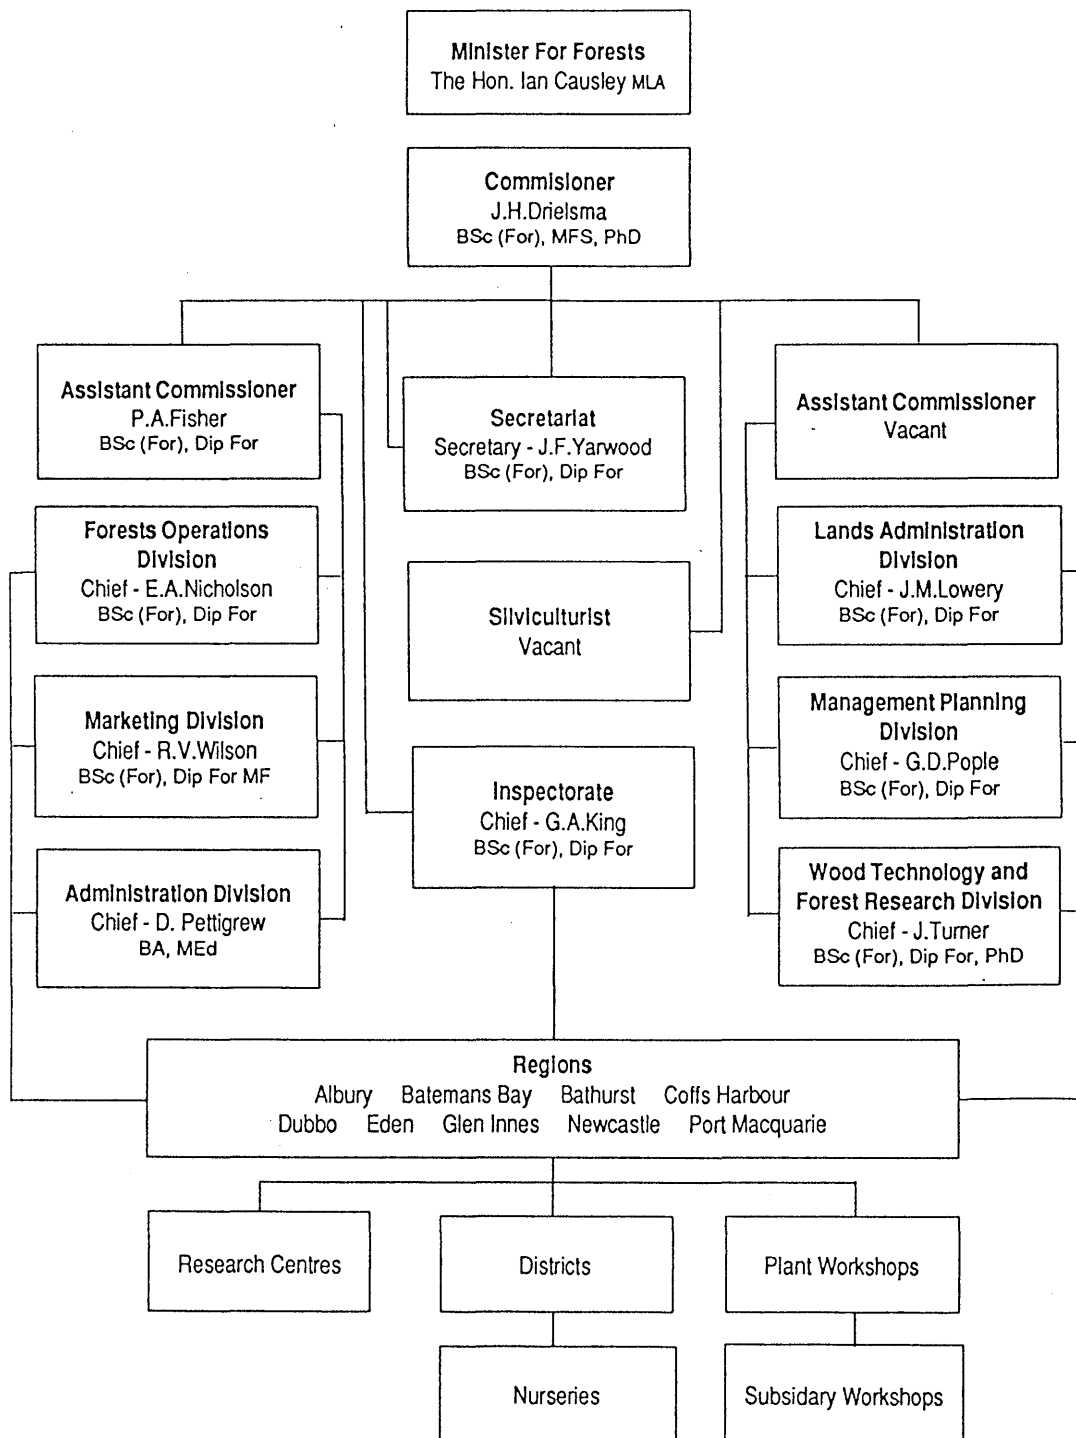 Minister For Forests
The Hon. Ian Causley MLA
Commisioner
J.H.Drielsma
BSc (For), MFS, PhD
Assistant Commissioner
P.A.Fisher
BSc (For), Dip For
Secretariat
Secretary - J.F.Yarwood
BSc (For), Dip For
Assistant Commissioner
Vacant
Forests Operations
Division
Chief - E.A.Nicholson
BSc (For), Dip For
Silviculturist
Vacant
Lands Administration
Division
Chief - J.M.Lowery
BSc (For), Dip For
Marketing Division
Chief - R.V.Wilson
BSc (For), Dip For MF
Inspectorate
Chief - G.A.King
BSc (For), Dip For
Management Planning
Division
Chief - G.D.Pople
BSc (For), Dip For
Administration Division
Chief - D. Pettigrew
BA, MEd
Wood Technology and
Forest Research Division
Chief - J.Turner
BSc (For), Dip For, PhD
Regions
Albury Batemans Bay Bathurst Coffs Harbour
Dubbo Eden Glen Innes Newcastle Port Macquarie
Research Centres
Districts
Plant Workshops
Nurseries
Subsidary Workshops